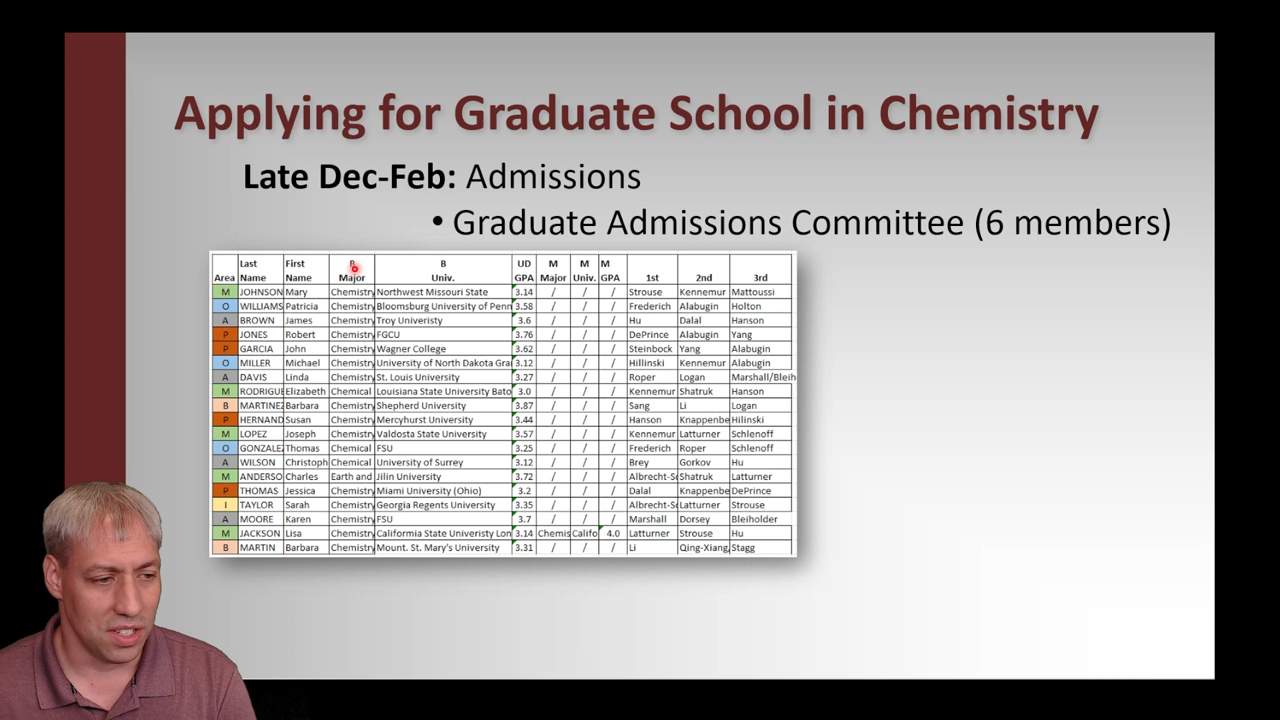 Applying for Graduate School in Chemistry
Late Dec-Feb: Admissions
• Graduate Admissions Committee (6 members)
Area Last Name First Name B Major B Univ. UD GPA M Major M Univ. M GPA 1st 2nd 3rd
M JOHNSON Mary Chemistry Northwest Missouri State 3.14 / / / Strouse Kennemur Mattoussi
O WILLIAMS Patricia Chemistry Bloomsburg University of Penn 3.58 / / / Frederich Alabugin Holton
A BROWN James Chemistry Troy Univeristy 3.6 / / / Hu Dalal Hanson
P JONES Robert Chemistry FGCU 3.76 / / / DePrince Alabugin Yang
P GARCIA John Chemistry Wagner College 3.62 / / / Steinbock Yang Alabugin
O MILLER Michael Chemistry University of North Dakota Gra 3.12 / / / Hillinski Kennemur Alabugin
A DAVIS Linda Chemistry St. Louis University 3.27 / / / Roper Logan Marshall/Bleih
M RODRIGUE Elizabeth Chemical Louisiana State University Bato 3.0 / / / Kennemur Shatruk Hanson
B MARTINEZ Barbara Chemistry Shepherd University 3.87 / / / Sang Li Logan
P HERNAND Susan Chemistry Mercyhurst University 3.44 / / / Hanson Knappenbe Hilinski
M LOPEZ Joseph Chemistry Valdosta State University 3.57 / / / Kennemur Latturner Schlenoff
O GONZALEZ Thomas Chemical FSU 3.25 / / / Frederich Roper Schlenoff
A WILSON Christoph Chemical University of Surrey 3.12 / / / Brey Gorkov Hu
M ANDERSO Charles Earth and Jilin University 3.72 / / / Albrecht-Sc Shatruk Latturner
P THOMAS Jessica Chemistry Miami University (Ohio) 3.2 / / / Dalal Knappenbe DePrince
I TAYLOR Sarah Chemistry Georgia Regents University 3.35 / / / Albrecht-Sc Latturner Strouse
A MOORE Karen Chemistry FSU 3.7 / / / Marshall Dorsey Bleiholder
M JACKSON Lisa Chemistry California State Univeristy Lon 3.14 Chemis Califo 4.0 Latturner Strouse Hu
B MARTIN Barbara Chemistry Mount. St. Mary's University 3.31 / / / Li Qing-Xiang, Stagg